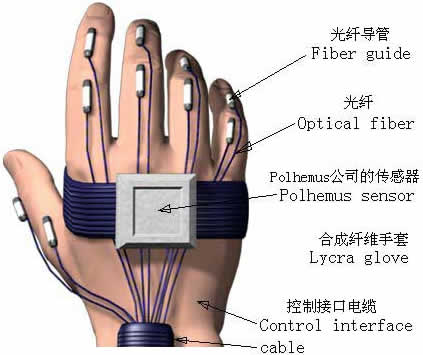 光纤导管
Fiber guide
光纤
Optical fiber
Polhemus公司的传感器
Polhemus sensor
合成纤维手套
Lycra glove
控制接口电缆
Control interface
cable